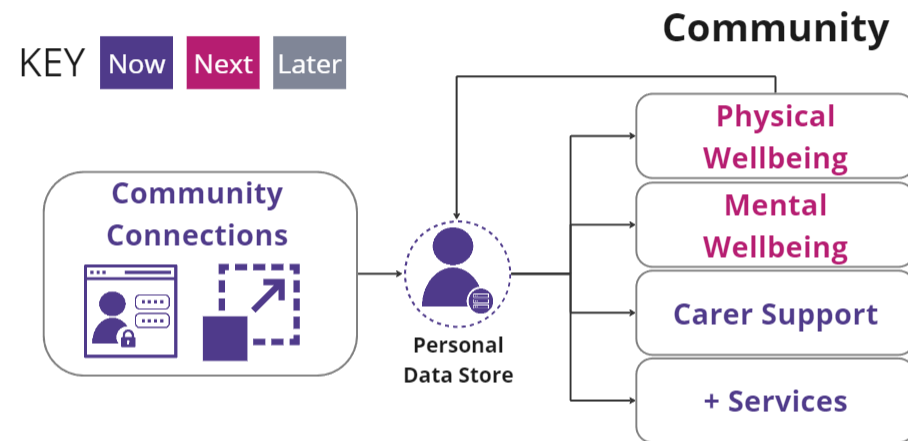 Community
KEY
Now
Next
Later
Physical
Wellbeing
Community
Connections
Mental
Wellbeing
Carer Support
Personal
Data Store
+ Services